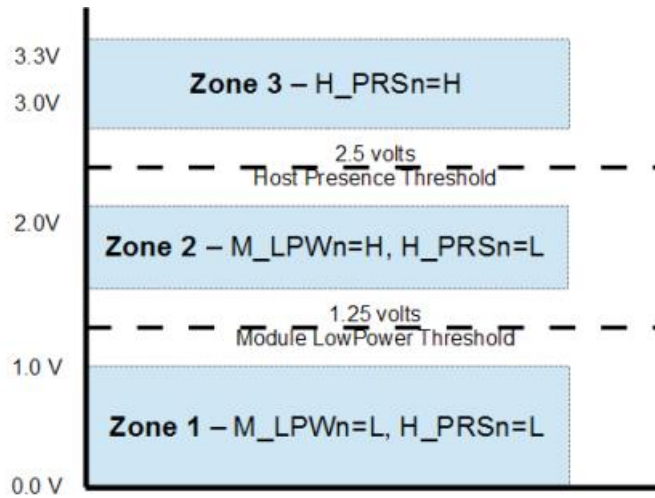 3.3V
Zone 3 – H_PRSn=H
3.0V
2.5 volts
Host Presence Threshold
2.0V
Zone 2 – M_LPWn=H, H_PRSn=L
1.25 volts
Module LowPower Threshold
1.0 V
Zone 1 – M_LPWn=L, H_PRSn=L
0.0 V